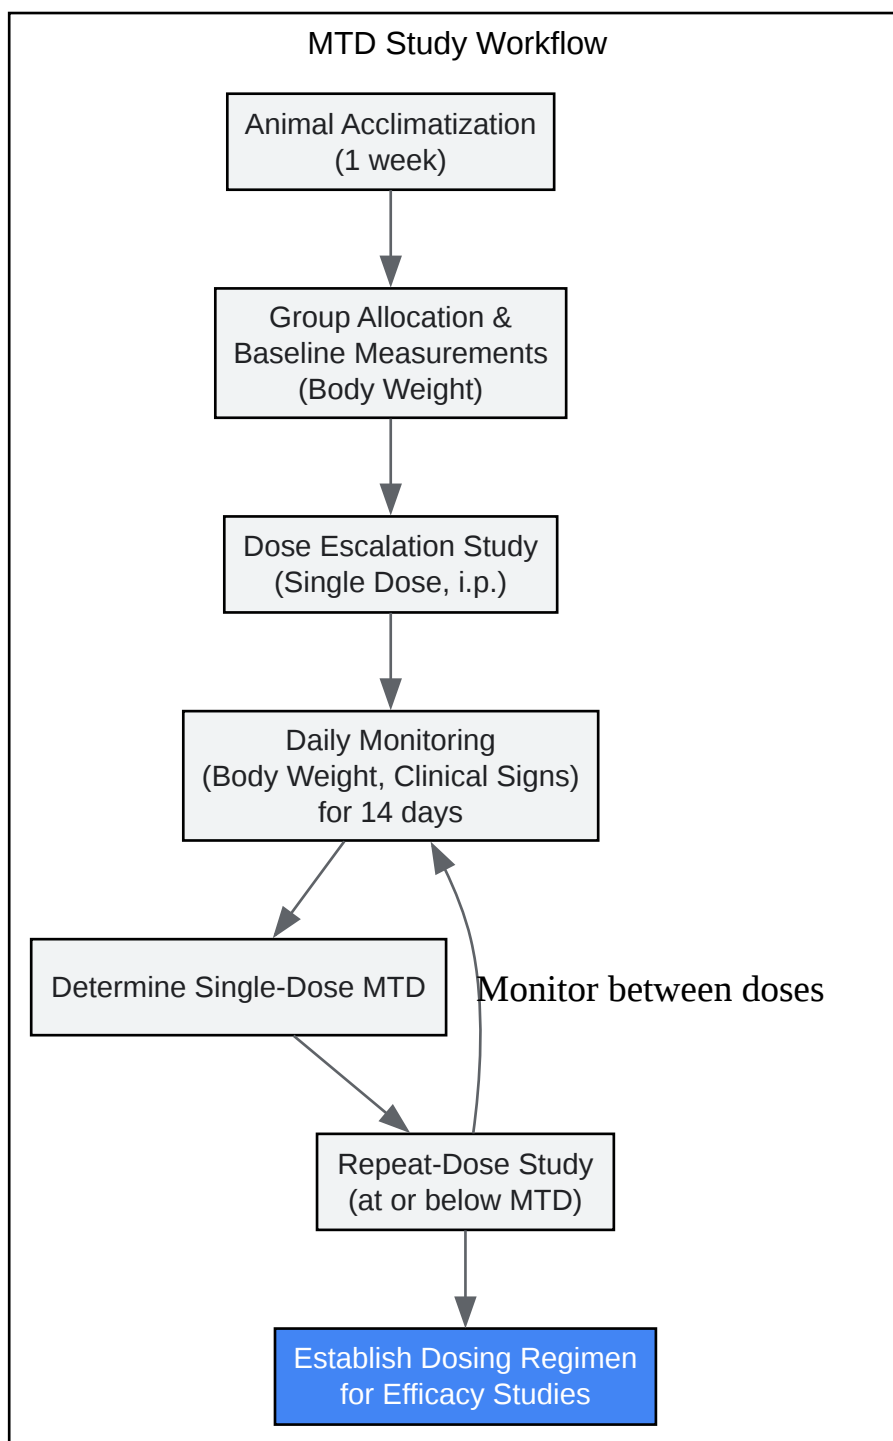 MTD Study Workflow
Animal Acclimatization
(1 week)
Group Allocation &
Baseline Measurements
(Body Weight)
Dose Escalation Study
(Single Dose, i.p.)
Daily Monitoring
(Body Weight, Clinical Signs)
for 14 days
Determine Single-Dose MTD
Monitor between doses
Repeat-Dose Study
(at or below MTD)
Establish Dosing Regimen
for Efficacy Studies